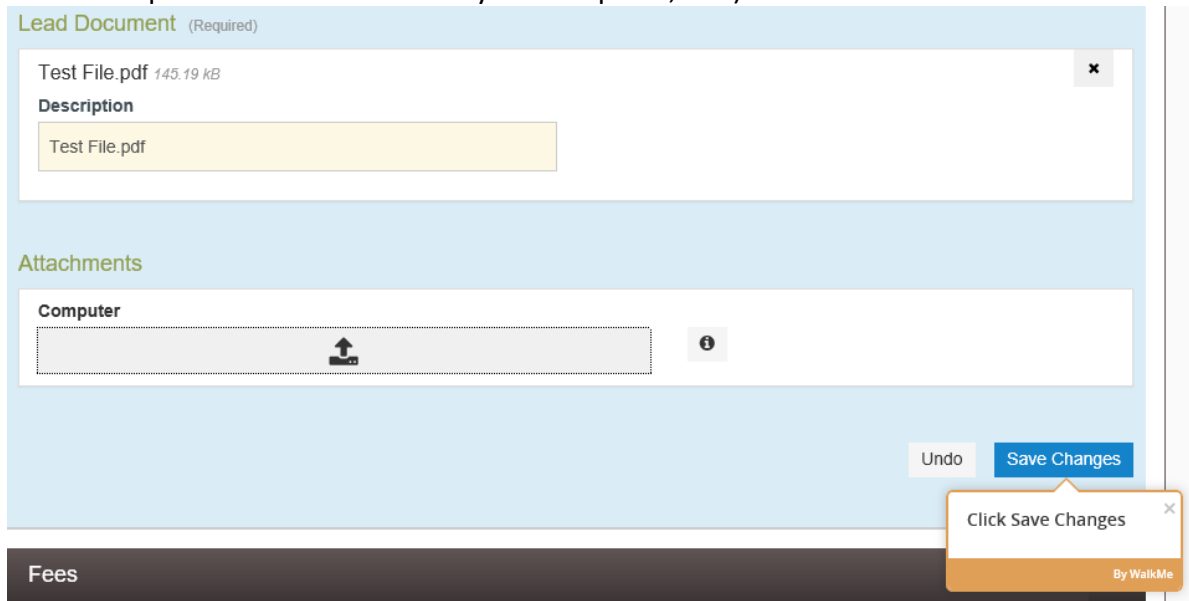 Lead Document (Required)
Test File.pdf 145.19 kB
Description
Test File.pdf
Attachments
Computer
Undo Save Changes
Click Save Changes
By WalkMe
Fees